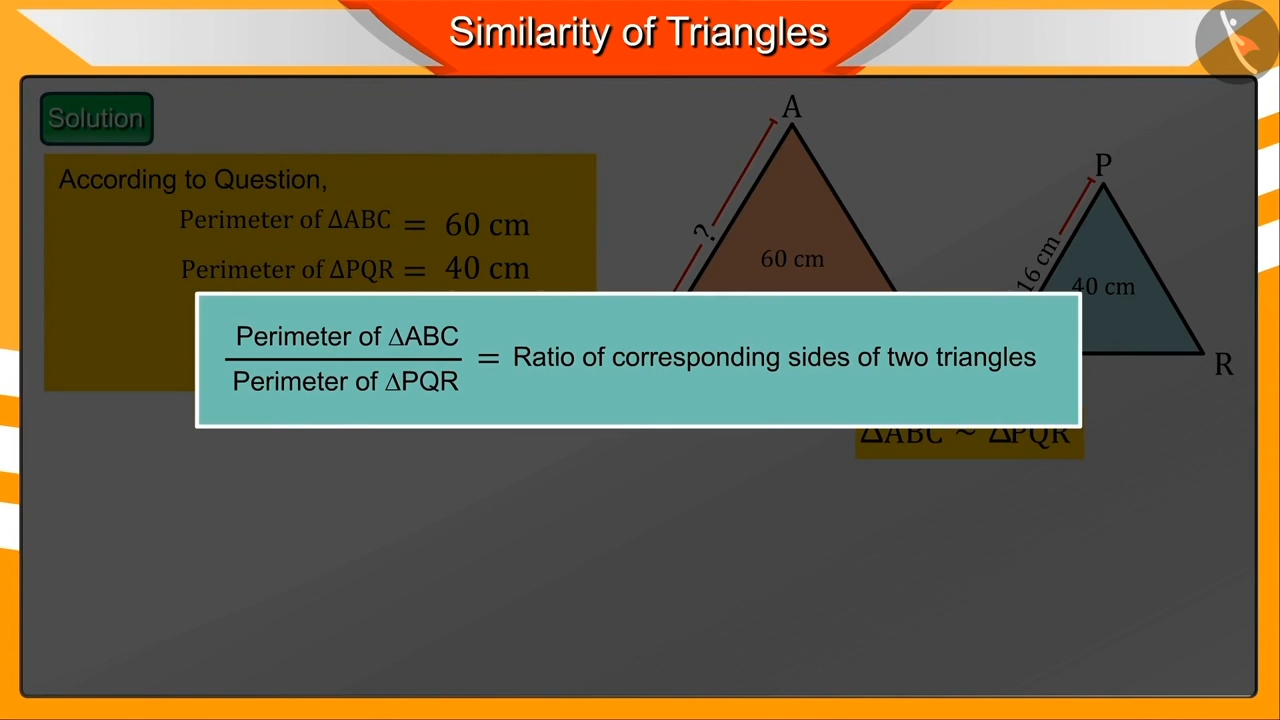 Similarity of Triangles
Solution
According to Question,
Perimeter of ΔABC = 60 cm
Perimeter of ΔPQR = 40 cm
A
?
60 cm
P
16 cm
40 cm
R
Perimeter of ΔABC
Perimeter of ΔPQR
= Ratio of corresponding sides of two triangles
ΔABC ~ ΔPQR